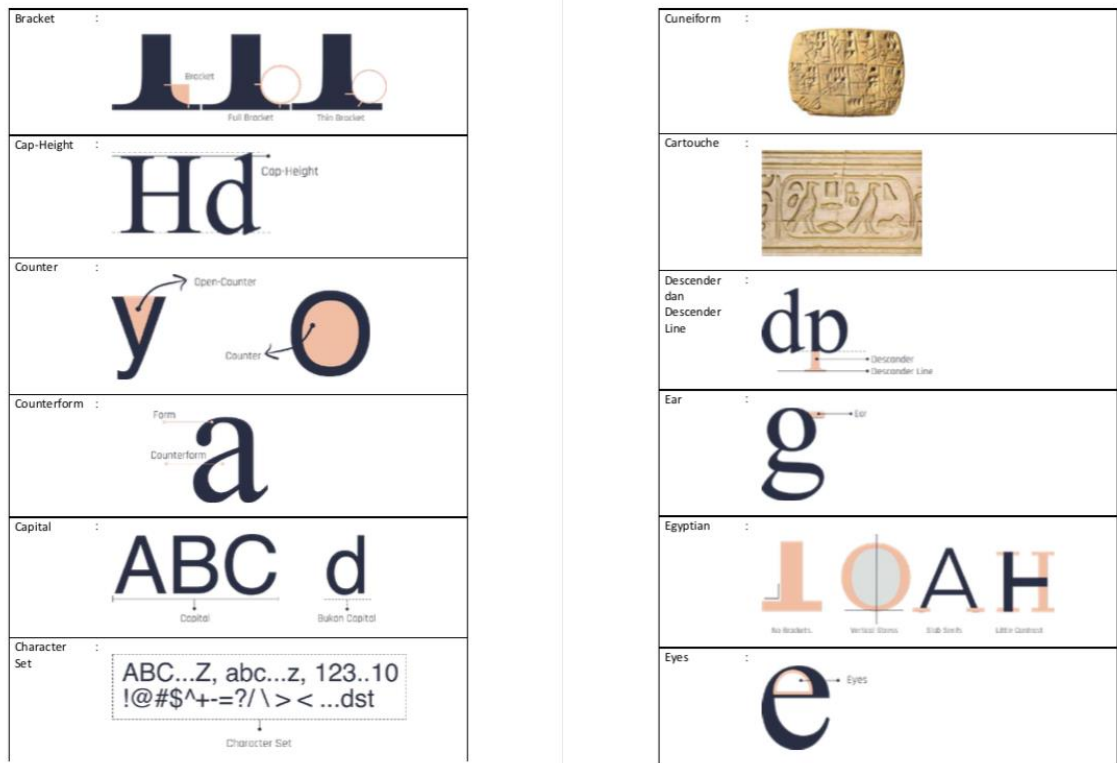 Bracket :
Bracket
Full Bracket Thin Bracket
Cap-Height :
Hd
Cap-Height
Counter :
Open-Counter
y O
Counter
Counterform :
Form
Counterform
a
Capital :
ABC d
Capital Bukan Capital
Character :
Set
ABC...Z, abc...z, 123..10
!@#$^+-=?/ \ > < ...dst
Character Set
Cuneiform :
Cartouche :
Descender :
dan
Descender
Line
dp
Descender
Descender Line
Ear :
Ear
g
Egyptian :
I O A H
No Brackets. Vertical Stress Slab Serifs Little Contrast
Eyes :
Eyes
e